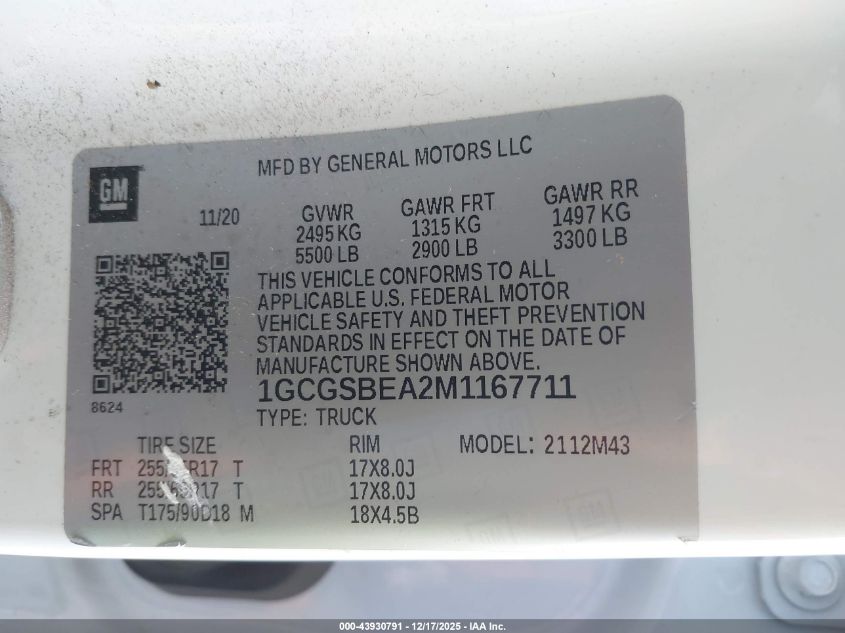 MFD BY GENERAL MOTORS LLC
GM
11/20 GVWR GAWR FRT GAWR RR
2495 KG 1315 KG 1497 KG
5500 LB 2900 LB 3300 LB
THIS VEHICLE CONFORMS TO ALL
APPLICABLE U.S. FEDERAL MOTOR
VEHICLE SAFETY AND THEFT PREVENTION
STANDARDS IN EFFECT ON THE DATE OF
MANUFACTURE SHOWN ABOVE.
8624
1GCGSBEA2M1167711
TYPE: TRUCK
TIRE SIZE RIM MODEL: 2112M43
FRT T 17X8.0J
RR T 17X8.0J
SPA T175/90D18 M 18X4.5B
GM
000-43930791 - 12/17/2025 - IAA Inc.